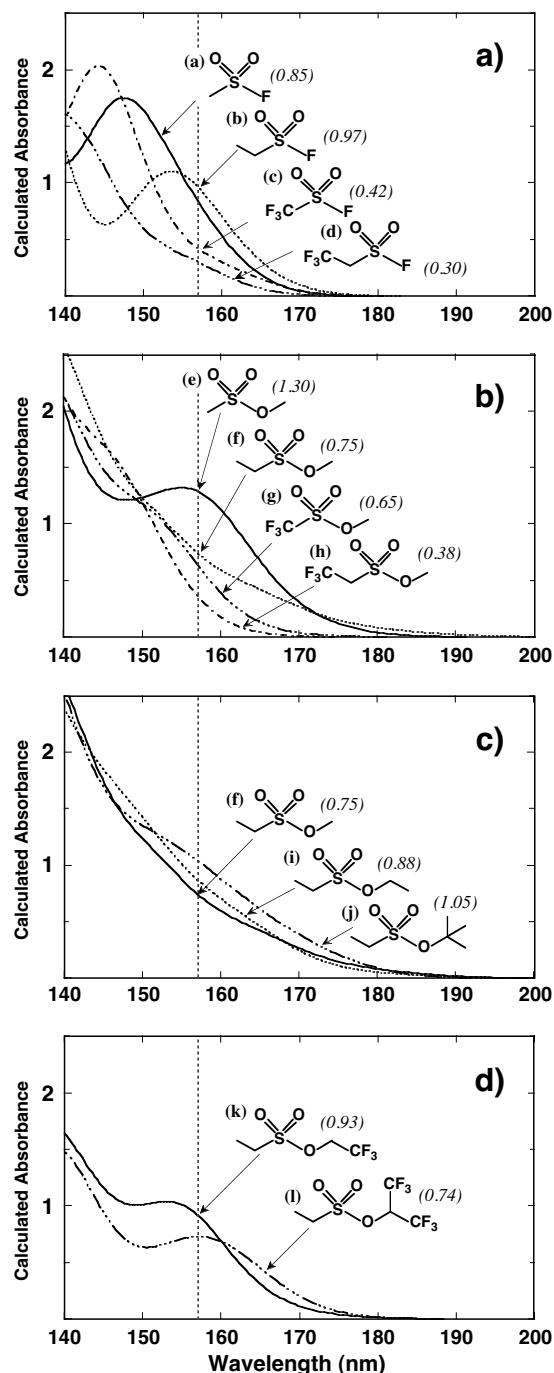 a)
Calculated Absorbance
2
1
(a) O O S F (0.85)
(b) O O S F (0.97)
(c) O O F₃C S F (0.42)
(d) O O F₃C S F (0.30)
140 150 160 170 180 190 200
b)
Calculated Absorbance
2
1
(e) O O S O (1.30)
(f) O O S O (0.75)
(g) O O F₃C S O (0.65)
(h) O O F₃C S O (0.38)
140 150 160 170 180 190 200
c)
Calculated Absorbance
2
1
(f) O O S O (0.75)
(i) O O S O (0.88)
(j) O O S O (1.05)
140 150 160 170 180 190 200
d)
Calculated Absorbance
2
1
(k) O O S O CF₃ (0.93)
(l) O O S O CF₃ CF₃ (0.74)
140 150 160 170 180 190 200
Wavelength (nm)